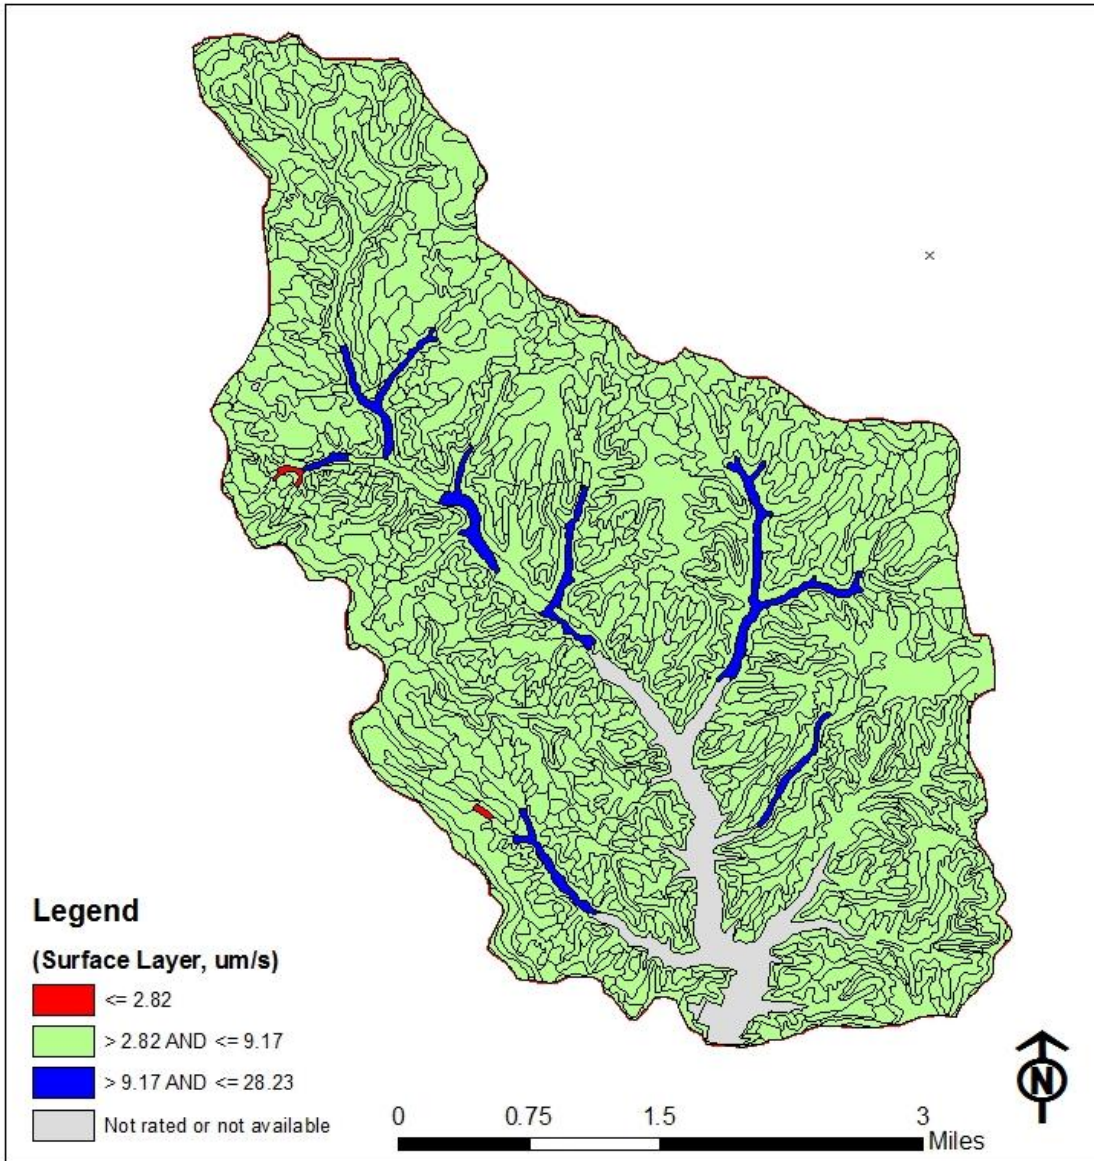 Legend
(Surface Layer, um/s)
<= 2.82
> 2.82 AND <= 9.17
> 9.17 AND <= 28.23
Not rated or not available
0 0.75 1.5 3
Miles
N